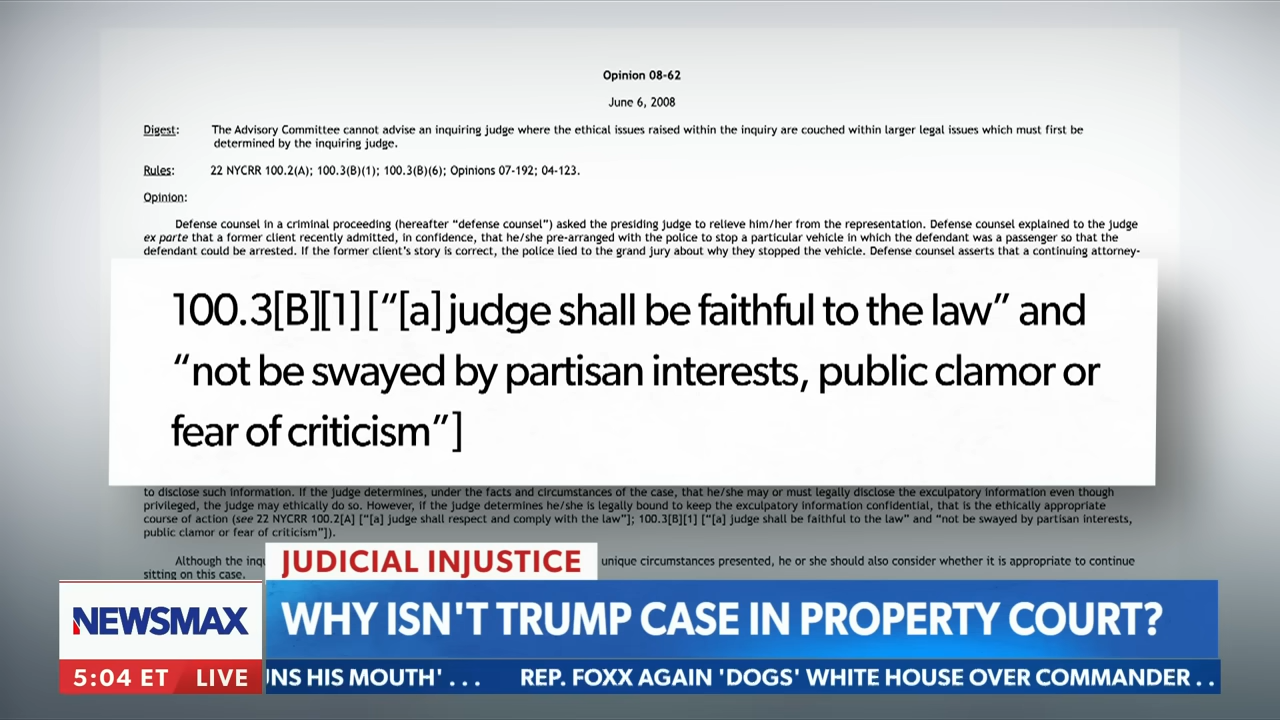 Opinion 08-62
June 6, 2008
Digest: The Advisory Committee cannot advise an inquiring judge where the ethical issues raised within the inquiry are couched within larger legal issues which must first be
determined by the inquiring judge.
Rules: 22 NYCRR 100.2(A); 100.3(B)(1); 100.3(B)(6); Opinions 07-192; 04-123.
Opinion:
Defense counsel in a criminal proceeding (hereafter “defense counsel”) asked the presiding judge to relieve him/her from the representation. Defense counsel explained to the judge
ex parte that a former client recently admitted, in confidence, that he/she pre-arranged with the police to stop a particular vehicle in which the defendant was a passenger so that the
defendant could be arrested. If the former client’s story is correct, the police lied to the grand jury about why they stopped the vehicle. Defense counsel asserts that a continuing attorney-
100.3[B][1] [“[a] judge shall be faithful to the law” and
“not be swayed by partisan interests, public clamor or
fear of criticism”]
to disclose such information. If the judge determines, under the facts and circumstances of the case, that he/she may or must legally disclose the exculpatory information even though
privileged, the judge may ethically do so. However, if the judge determines he/she is legally bound to keep the exculpatory information confidential, that is the ethically appropriate
course of action (see 22 NYCRR 100.2[A] [“[a] judge shall respect and comply with the law”]; 100.3[B][1] [“[a] judge shall be faithful to the law” and “not be swayed by partisan interests,
public clamor or fear of criticism”]).
Although the inqu unique circumstances presented, he or she should also consider whether it is appropriate to continue
sitting on this case.
JUDICIAL INJUSTICE
NEWSMAX WHY ISN'T TRUMP CASE IN PROPERTY COURT?
5:04 ET LIVE UNS HIS MOUTH' . . . REP. FOXX AGAIN 'DOGS' WHITE HOUSE OVER COMMANDER . .